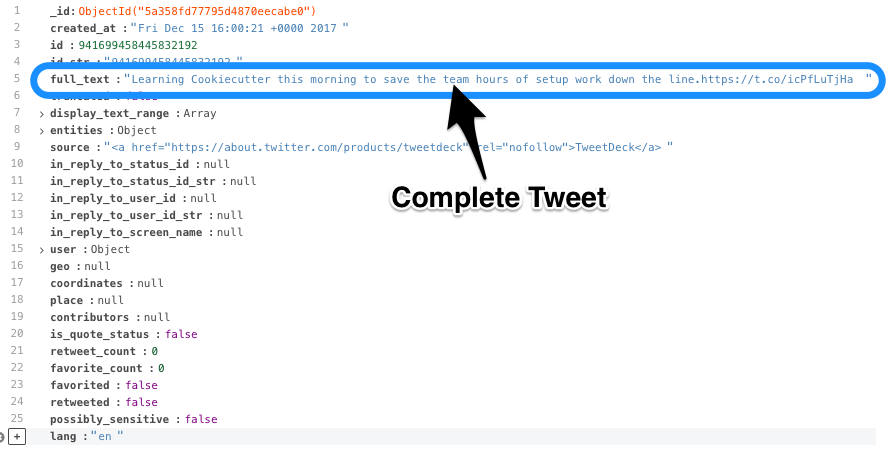 1 _id:ObjectId("5a358fd77795d4870eecabe0")
2 created_at :"Fri Dec 15 16:00:21 +0000 2017 "
3 id :941699458445832192
4 id_str :"941699458445832192 "
5 full_text :"Learning Cookiecutter this morning to save the team hours of setup work down the line.https://t.co/icPfLuTjHa "
6 :false
7 display_text_range :Array
8 entities :Object
9 source :"<a href="https://about.twitter.com/products/tweetdeck" rel="nofollow">TweetDeck</a> "
10 in_reply_to_status_id :null
11 in_reply_to_status_id_str :null
12 in_reply_to_user_id :null
13 in_reply_to_user_id_str :null
14 in_reply_to_screen_name :null
Complete Tweet
15 user :Object
16 geo :null
17 coordinates :null
18 place :null
19 contributors :null
20 is_quote_status :false
21 retweet_count :0
22 favorite_count :0
23 favorited :false
24 retweeted :false
25 possibly_sensitive :false
+ lang :"en "